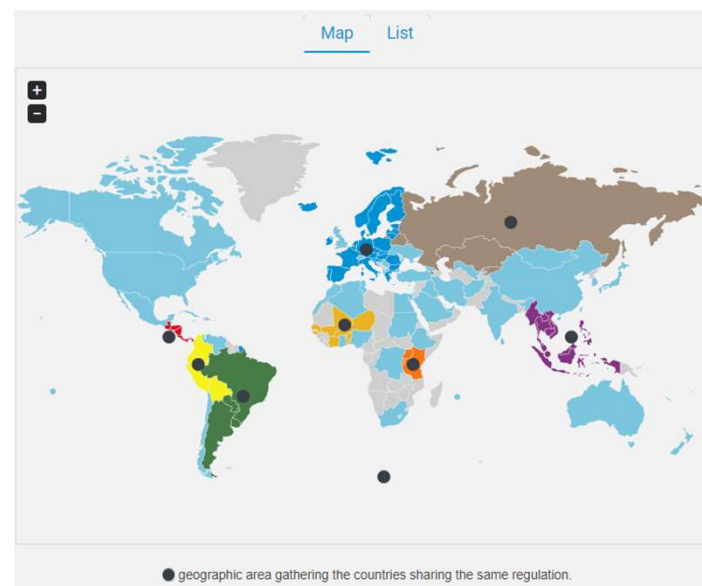 Map List
+
−
geographic area gathering the countries sharing the same regulation.